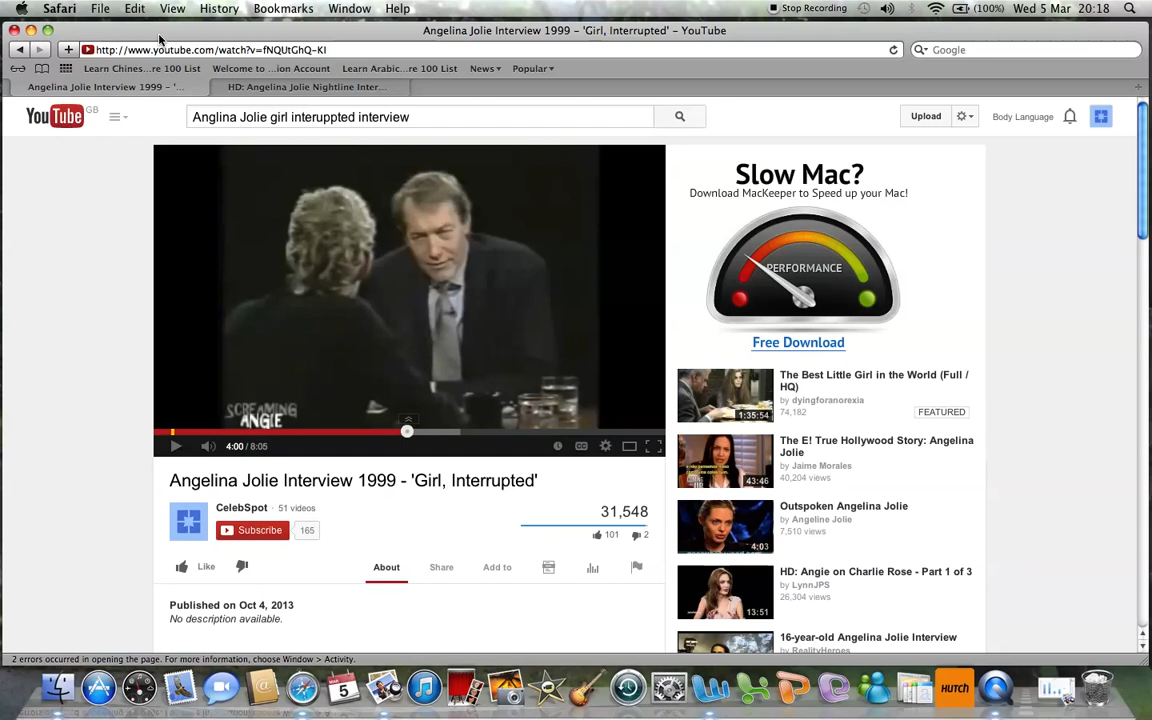 Safari File Edit View History Bookmarks Window Help Stop Recording (100%) Wed 5 Mar 20:18
Angelina Jolie Interview 1999 - 'Girl, Interrupted' - YouTube
http://www.youtube.com/watch?v=fNQUtGhQ-KI
Google
Learn Chines...re 100 List Welcome to ...ion Account Learn Arabic...re 100 List News Popular
Angelina Jolie Interview 1999 – '... HD: Angelina Jolie Nightline Inter...
YouTube GB
Anglina Jolie girl interuppted interview
Upload
Body Language
SCREAMING
ANGIE
4:00 / 8:05
CC
Angelina Jolie Interview 1999 - 'Girl, Interrupted'
CelebSpot · 51 videos
Subscribe 165
31,548
101 2
Like
About Share Add to
Published on Oct 4, 2013
No description available.
Slow Mac?
Download MacKeeper to Speed up your Mac!
PERFORMANCE
Free Download
The Best Little Girl in the World (Full /
HQ)
by dyingforanorexia
74,182
FEATURED
1:35:54
The E! True Hollywood Story: Angelina
Jolie
by Jaime Morales
40,204 views
43:46
Outspoken Angelina Jolie
by Angeline Jolie
7,510 views
4:03
HD: Angie on Charlie Rose - Part 1 of 3
by LynnJPS
26,304 views
13:51
16-year-old Angelina Jolie Interview
by RealityHeroes
2 errors occurred in opening the page. For more information, choose Window > Activity.
5
HUTCH